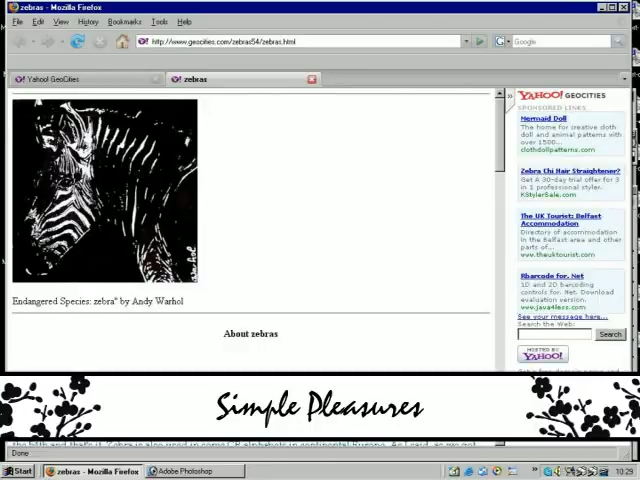 zebras - Mozilla Firefox
File Edit View History Bookmarks Tools Help
http://www.geocities.com/zebras54/zebras.html
Google
Yahoo! GeoCities
zebras
YAHOO! GEOCITIES
SPONSORED LINKS
Mermaid Doll
The home for creative cloth
doll and animal patterns with
over 1500...
clothdollpatterns.com
Zebra Chi Hair Straightener?
Get A 30-day trial offer for 3
in 1 professional styler.
KStylerSale.com
The UK Tourist: Belfast
Accommodation
Directory of accommodation
in the Belfast area and other
parts of...
www.theuktourist.com
Rbarcode for. Net
1D and 2D barcoding
controls for. Net. Download
evaluation version.
www.java4less.com
See your message here...
Search the Web:
Search
HOSTED BY
YAHOO!
Endangered Species: zebra" by Andy Warhol
About zebras
Simple Pleasures
Done
Start
zebras - Mozilla Firefox
Adobe Photoshop
10:29